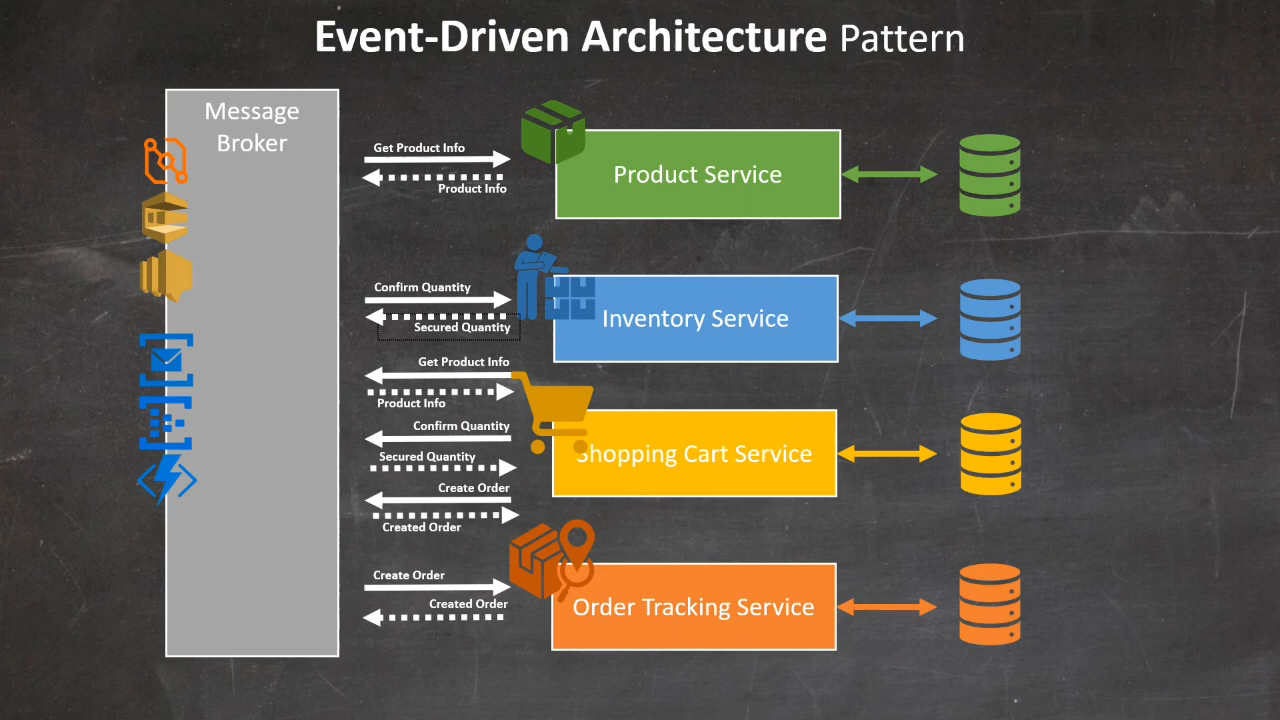 Event-Driven Architecture Pattern
Message
Broker
Get Product Info
Product Info
Product Service
Confirm Quantity
Secured Quantity
Inventory Service
Get Product Info
Product Info
Confirm Quantity
Secured Quantity
Shopping Cart Service
Create Order
Created Order
Create Order
Created Order
Order Tracking Service